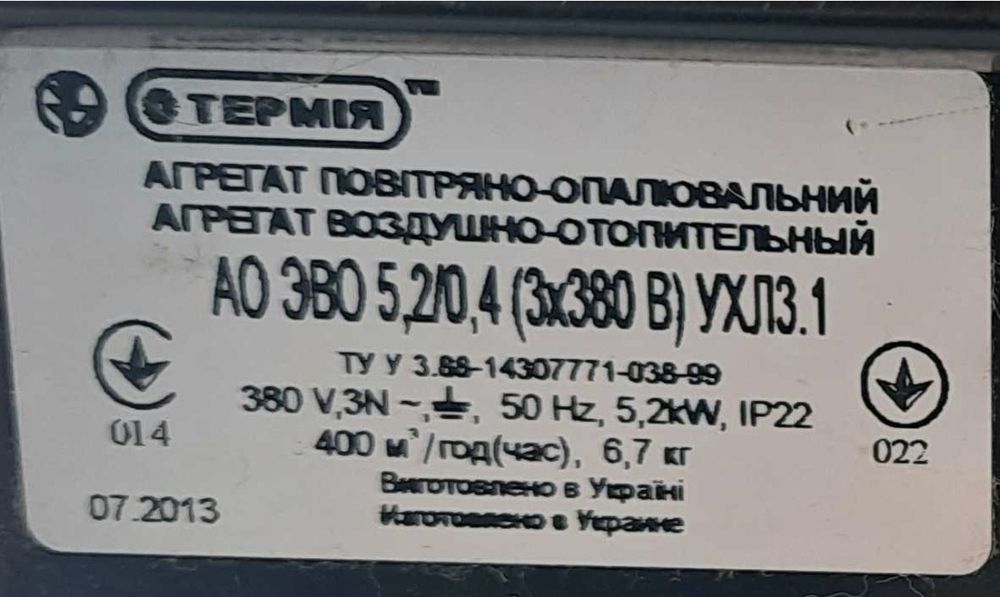 ТЕРМІЯ™
АГРЕГАТ ПОВІТРЯНО-ОПАЛЮВАЛЬНИЙ
АГРЕГАТ ВОЗДУШНО-ОТОПИТЕЛЬНЫЙ
АО ЭВО 5,2/0,4 (3х380 В) УХЛ3.1
ТУ У 3.88-14307771-038-99
380 V,3N ~,⏚, 50 Hz, 5,2kW, IP22
400 м³/год(час), 6,7 кг
014
022
Виготовлено в Україні
Изготовлено в Украине
07.2013